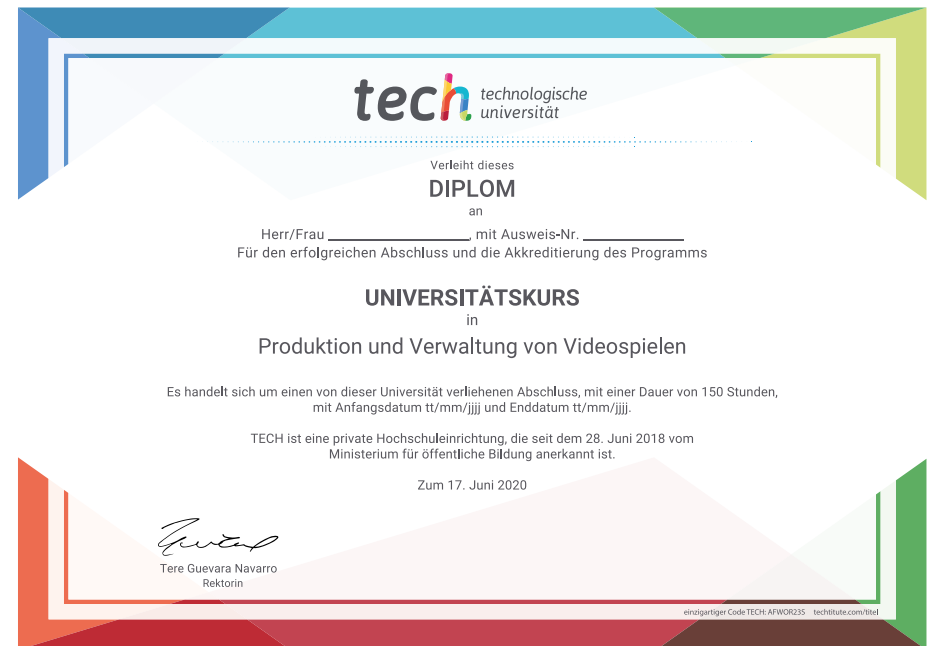 tech technologische
universität
Verleiht dieses
DIPLOM
an
Herr/Frau ____________________, mit Ausweis-Nr. __________________
Für den erfolgreichen Abschluss und die Akkreditierung des Programms
UNIVERSITÄTSKURS
in
Produktion und Verwaltung von Videospielen
Es handelt sich um einen von dieser Universität verliehenen Abschluss, mit einer Dauer von 150 Stunden,
mit Anfangsdatum tt/mm/jjjj und Enddatum tt/mm/jjjj.
TECH ist eine private Hochschuleinrichtung, die seit dem 28. Juni 2018 vom
Ministerium für öffentliche Bildung anerkannt ist.
Zum 17. Juni 2020
Tere Guevara Navarro
Rektorin
einzigartiger Code TECH: AFWOR23S techtitute.com/titel